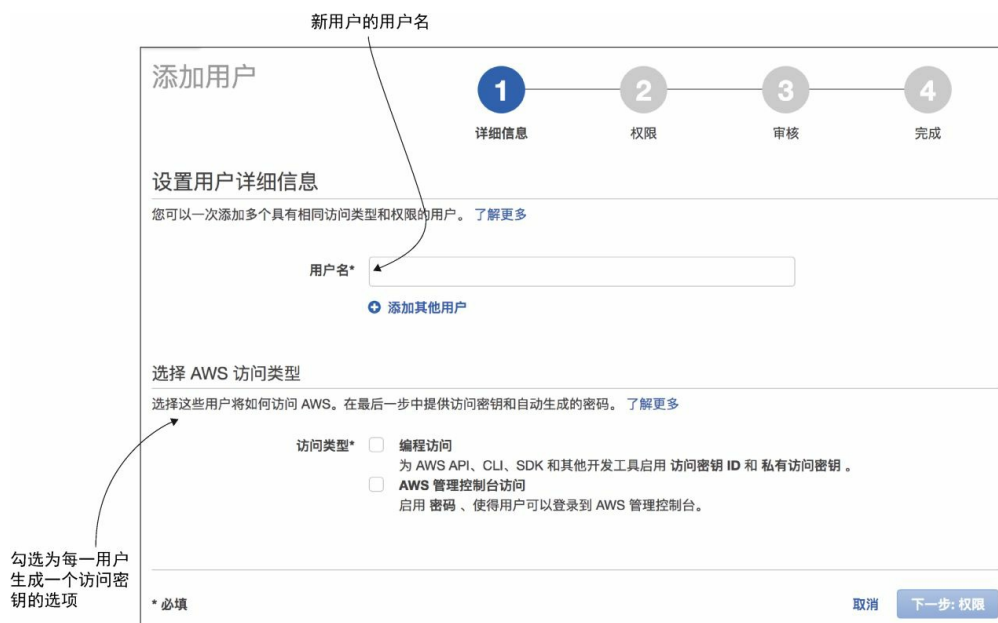 新用户的用户名
添加用户
1
2
3
4
详细信息
权限
审核
完成
设置用户详细信息
您可以一次添加多个具有相同访问类型和权限的用户。 了解更多
用户名*
添加其他用户
选择 AWS 访问类型
选择这些用户将如何访问 AWS。在最后一步中提供访问密钥和自动生成的密码。 了解更多
访问类型* 编程访问
为 AWS API、CLI、SDK 和其他开发工具启用 访问密钥 ID 和 私有访问密钥 。
AWS 管理控制台访问
启用 密码 、使得用户可以登录到 AWS 管理控制台。
勾选为每一用户
生成一个访问密
钥的选项
* 必填
取消 下一步: 权限